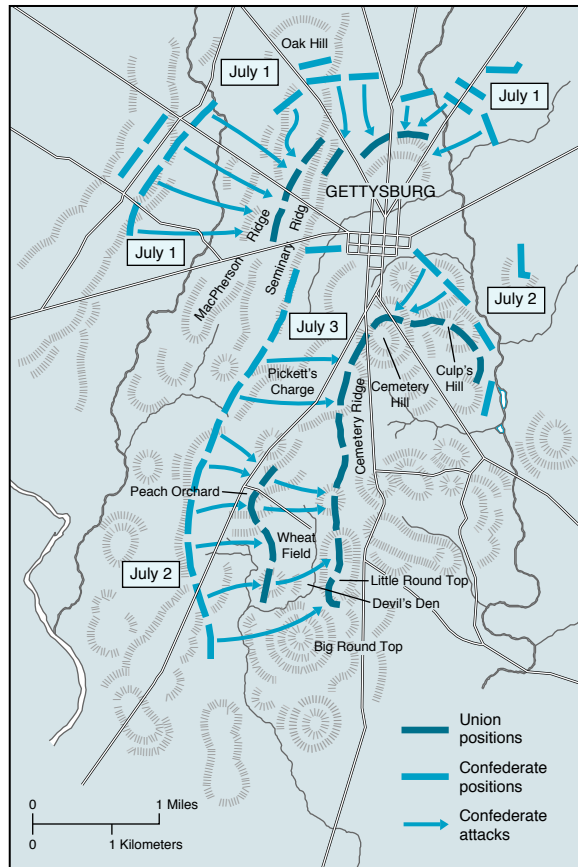 Oak Hill
July 1
July 1
GETTYSBURG
MacPherson Ridge
Seminary Ridg
July 1
July 2
July 3
Pickett's
Charge
Cemetery Ridge
Cemetery
Hill
Culp's
Hill
Peach Orchard
Wheat
Field
July 2
Little Round Top
Devil's Den
Big Round Top
Union
positions
Confederate
positions
Confederate
attacks
0 1 Miles
0 1 Kilometers